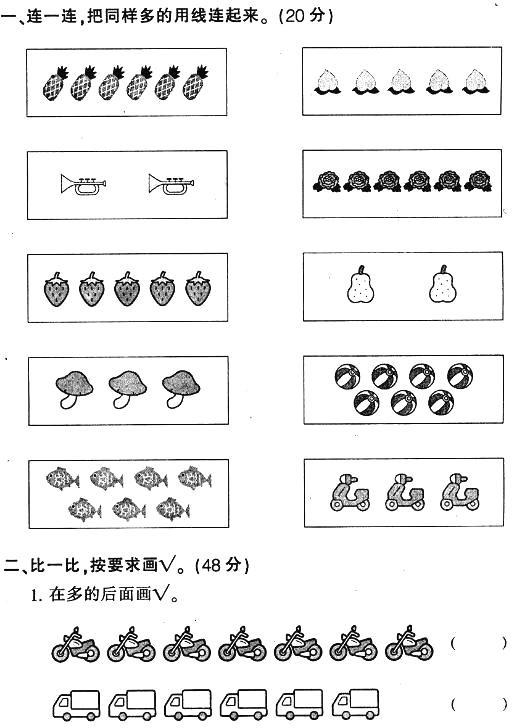 一、连一连,把同样多的用线连起来。(20分)
二、比一比,按要求画√。(48分)
1. 在多的后面画√。
( )
( )